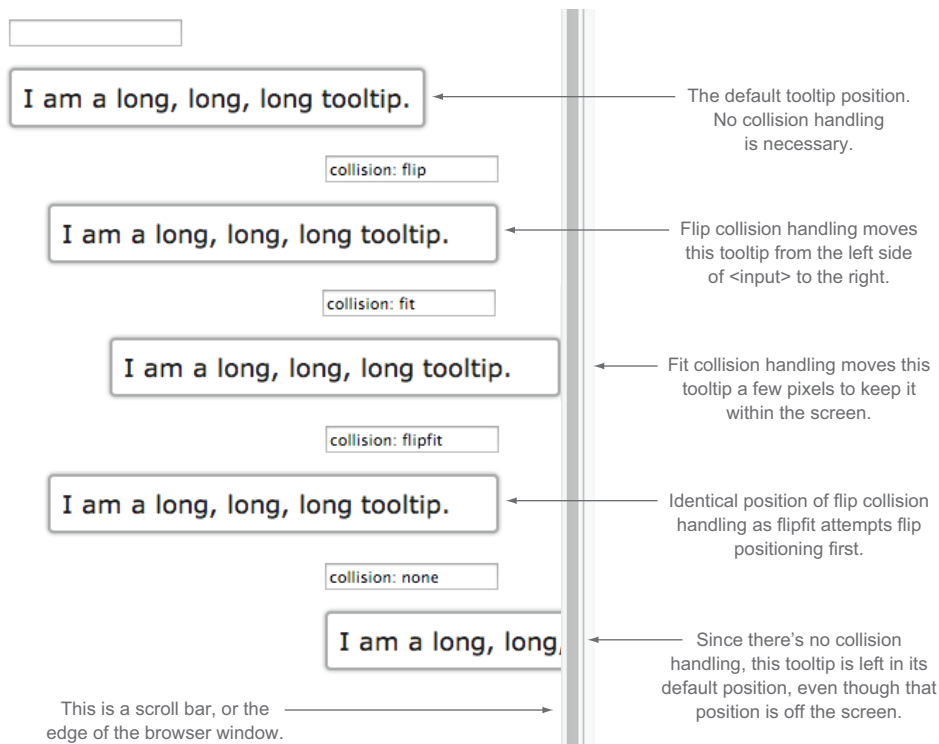 I am a long, long, long tooltip.
The default tooltip position.
No collision handling
is necessary.
collision: flip
I am a long, long, long tooltip.
Flip collision handling moves
this tooltip from the left side
of <input> to the right.
collision: fit
I am a long, long, long tooltip.
Fit collision handling moves this
tooltip a few pixels to keep it
within the screen.
collision: flipfit
I am a long, long, long tooltip.
Identical position of flip collision
handling as flipfit attempts flip
positioning first.
collision: none
I am a long, long,
Since there’s no collision
handling, this tooltip is left in its
default position, even though that
position is off the screen.
This is a scroll bar, or the
edge of the browser window.